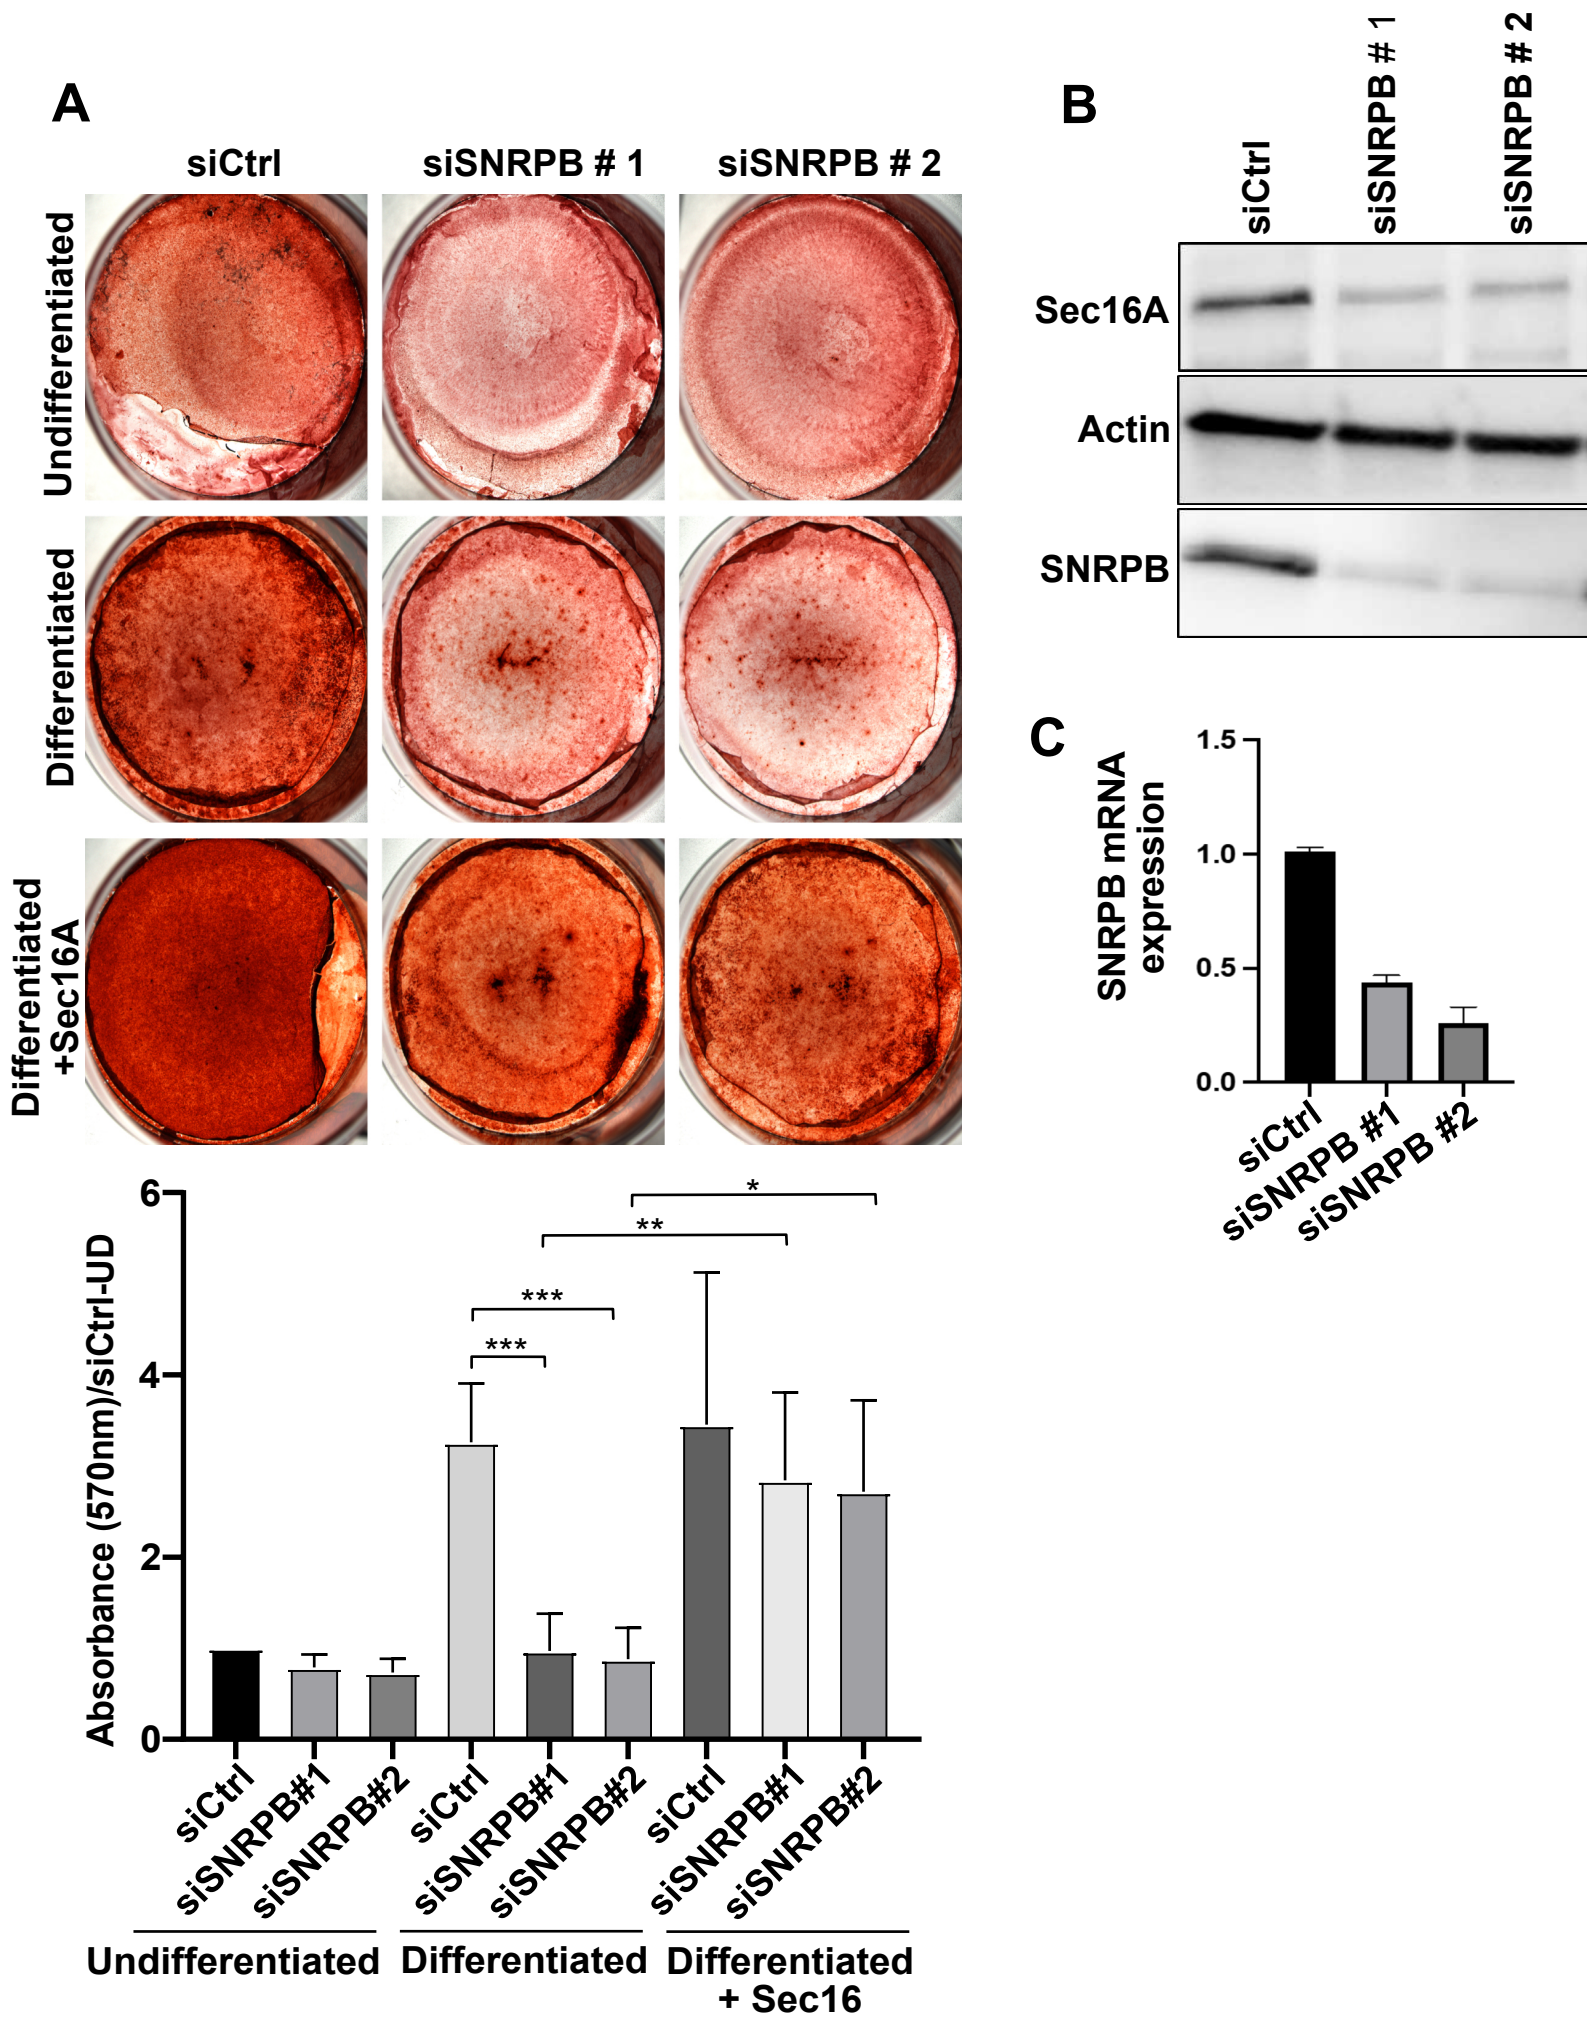 A
siCtrl
siSNRPB # 1
siSNRPB # 2
Undifferentiated
Differentiated
Differentiated
+Sec16A
Absorbance (570nm)/siCtrl-UD
6
4
2
0
***
***
**
*
siCtrl
siSNRPB#1
siSNRPB#2
siCtrl
siSNRPB#1
siSNRPB#2
siCtrl
siSNRPB#1
siSNRPB#2
Undifferentiated
Differentiated
Differentiated
+ Sec16
B
siCtrl
siSNRPB # 1
siSNRPB # 2
Sec16A
Actin
SNRPB
C
SNRPB mRNA
expression
1.5
1.0
0.5
0.0
siCtrl
siSNRPB #1
siSNRPB #2